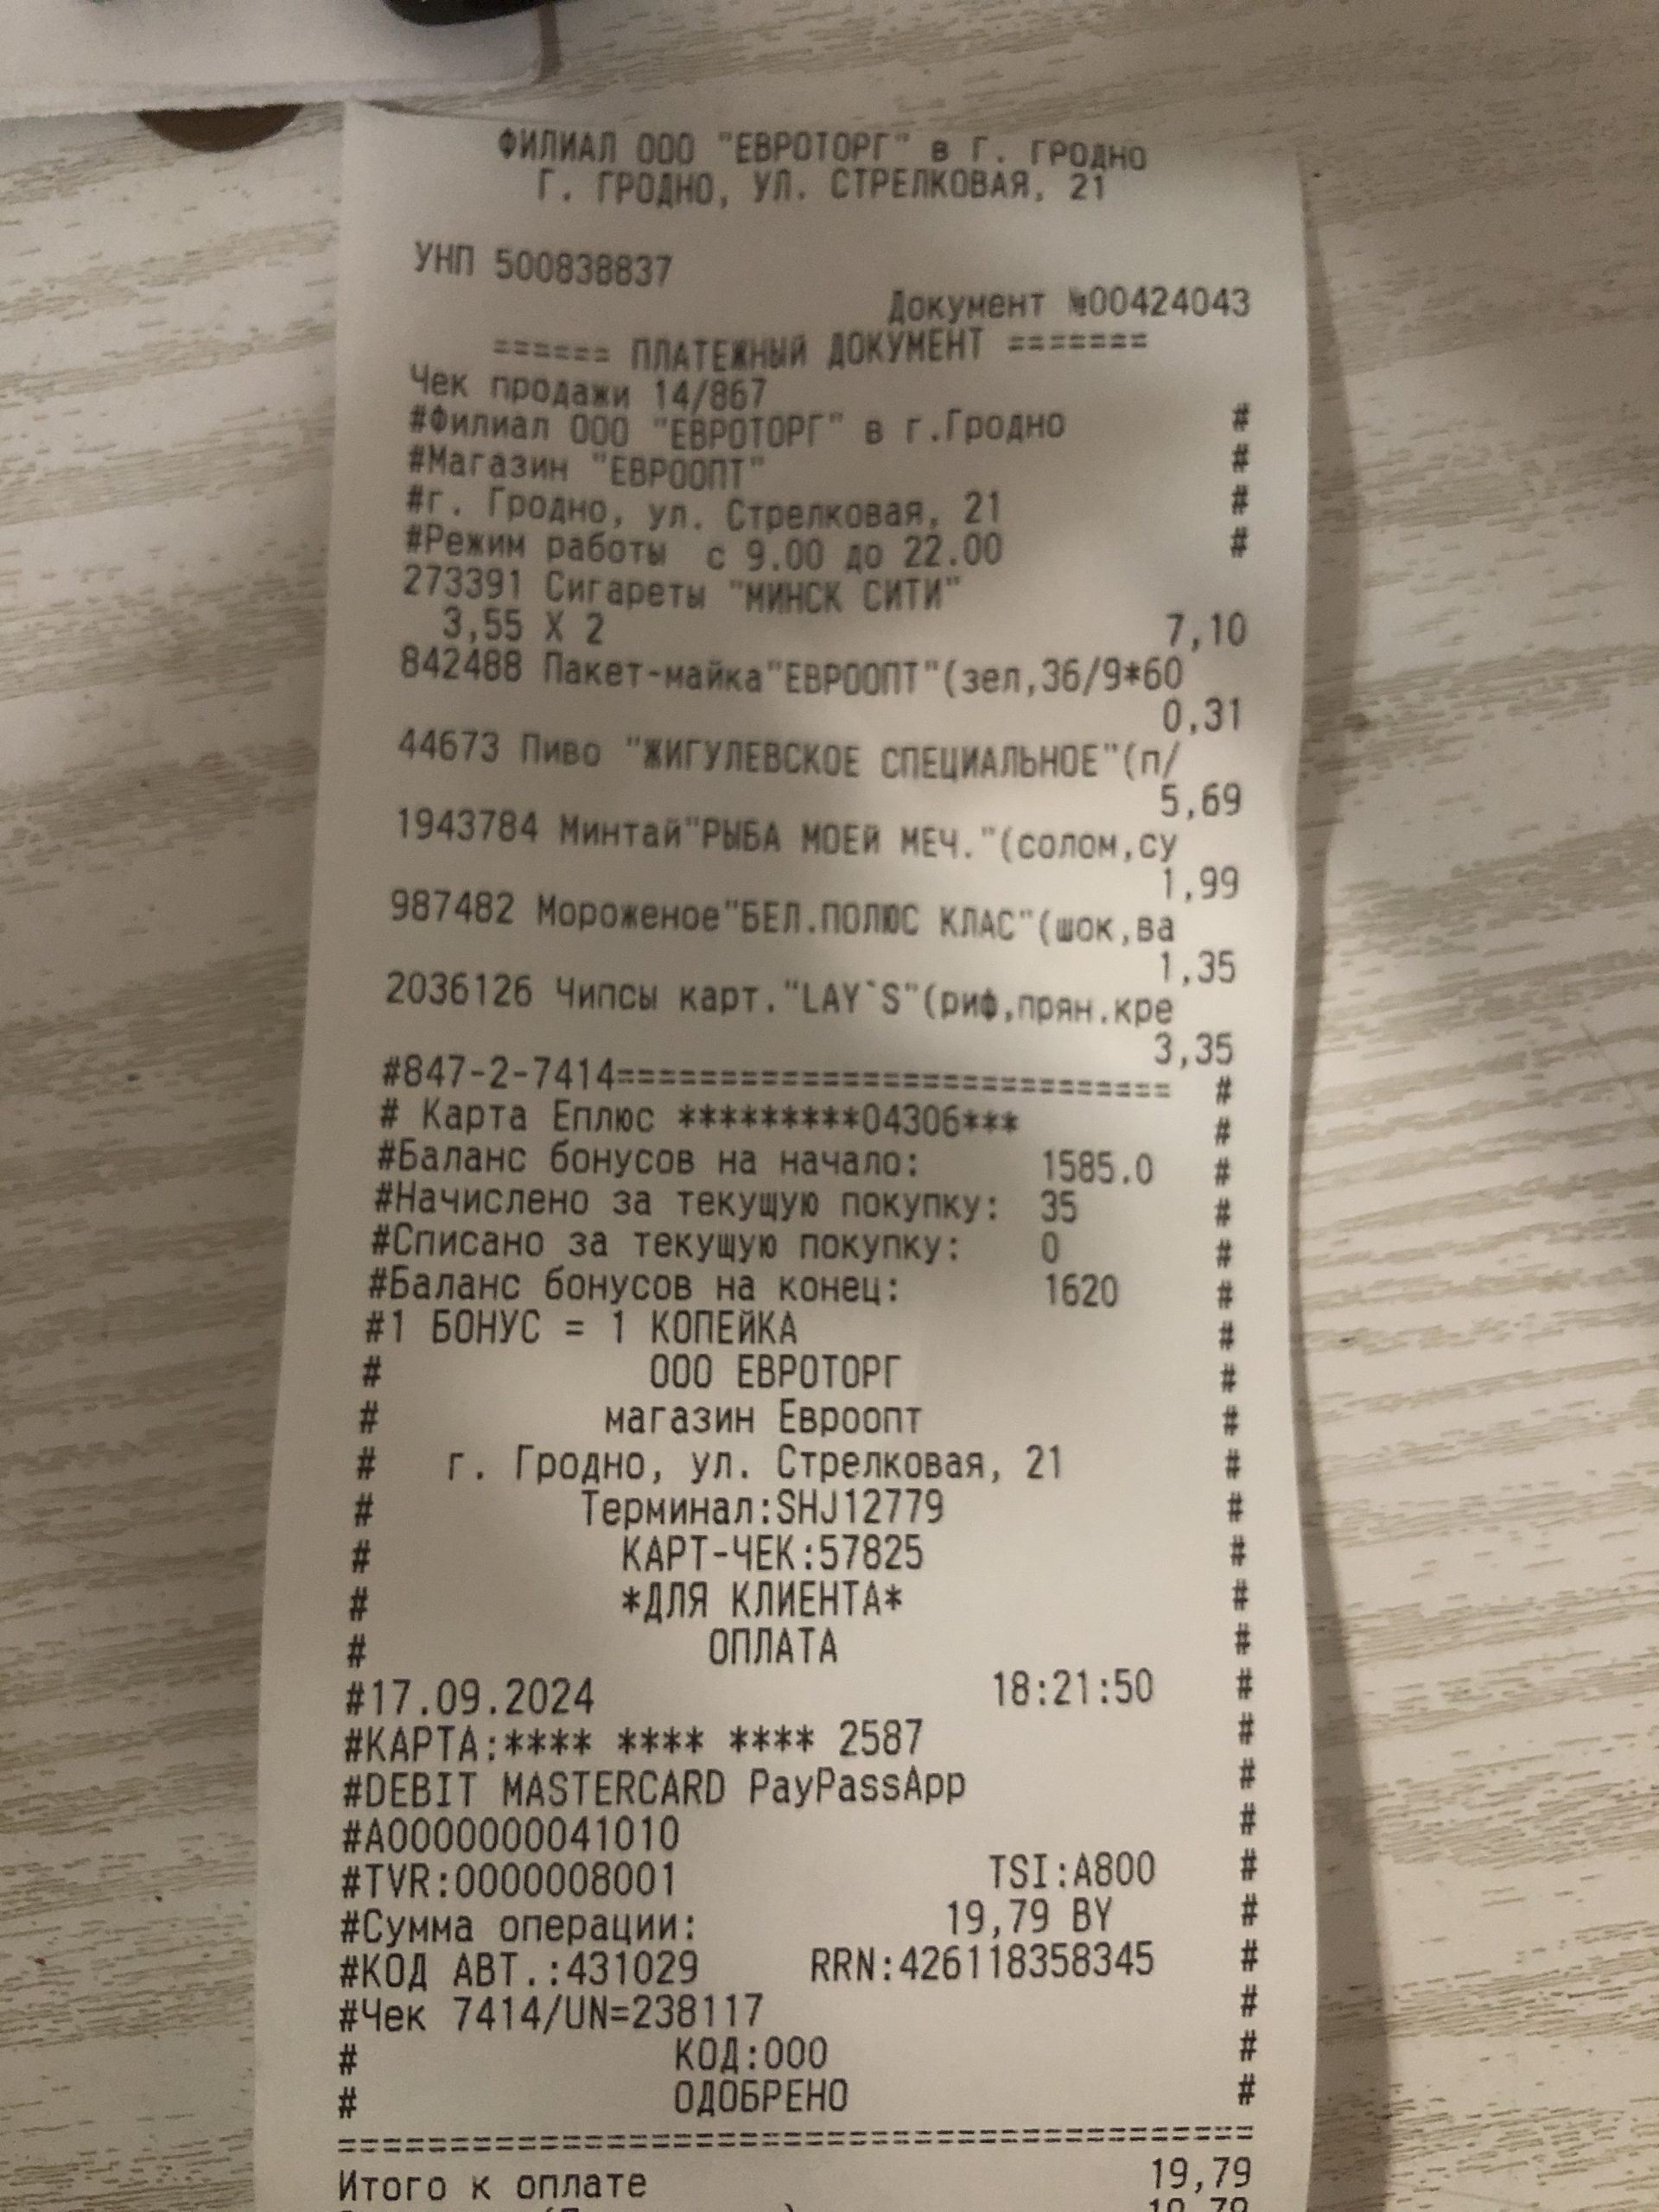 ФИЛИАЛ ООО "ЕВРОТОРГ" в Г. ГРОДНО
Г. ГРОДНО, УЛ. СТРЕЛКОВАЯ, 21
УНП 500838837
Документ №00424043
====== ПЛАТЕЖНЫЙ ДОКУМЕНТ =======
Чек продажи 14/867
#Филиал ООО "ЕВРОТОРГ" в г.Гродно #
#Магазин "ЕВРООПТ" #
#г. Гродно, ул. Стрелковая, 21 #
#Режим работы с 9.00 до 22.00 #
273391 Сигареты "МИНСК СИТИ"
3,55 X 2 7,10
842488 Пакет-майка"ЕВРООПТ"(зел,36/9*60
0,31
44673 Пиво "ЖИГУЛЕВСКОЕ СПЕЦИАЛЬНОЕ"(п/
5,69
1943784 Минтай"РЫБА МОЕЙ МЕЧ."(солом,су
1,99
987482 Мороженое"БЕЛ.ПОЛЮС КЛАС"(шок,ва
1,35
2036126 Чипсы карт."LAY`S"(риф,прян.кре
3,35
#847-2-7414=========================== #
# Карта Еплюс *********04306*** #
#Баланс бонусов на начало: 1585.0 #
#Начислено за текущую покупку: 35 #
#Списано за текущую покупку: 0 #
#Баланс бонусов на конец: 1620 #
#1 БОНУС = 1 КОПЕЙКА #
# ООО ЕВРОТОРГ #
# магазин Евроопт #
# г. Гродно, ул. Стрелковая, 21 #
# Терминал:SHJ12779 #
# КАРТ-ЧЕК:57825 #
# *ДЛЯ КЛИЕНТА* #
# ОПЛАТА #
#17.09.2024 18:21:50 #
#КАРТА:**** **** **** 2587 #
#DEBIT MASTERCARD PayPassApp #
#A0000000041010 #
#TVR:0000008001 TSI:A800 #
#Сумма операции: 19,79 BY #
#КОД АВТ.:431029 RRN:426118358345 #
#Чек 7414/UN=238117 #
# КОД:000 #
# ОДОБРЕНО #
============================================
Итого к оплате 19,79